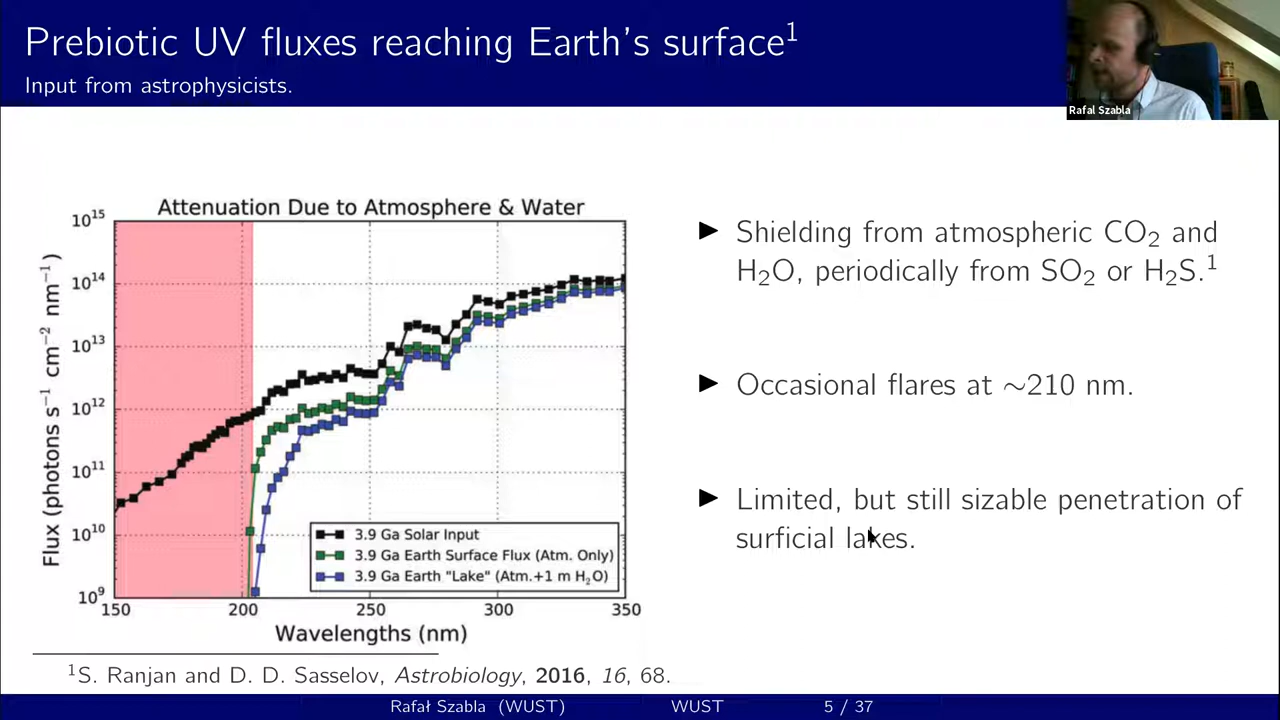 Prebiotic UV fluxes reaching Earth's surface¹
Input from astrophysicists.
Rafal Szabla
Attenuation Due to Atmosphere & Water
10¹⁵
10¹⁴
10¹³
10¹²
10¹¹
10¹⁰
10⁹
Flux (photons s⁻¹ cm⁻² nm⁻¹)
3.9 Ga Solar Input
3.9 Ga Earth Surface Flux (Atm. Only)
3.9 Ga Earth "Lake" (Atm.+1 m H₂O)
150 200 250 300 350
Wavelengths (nm)
▶ Shielding from atmospheric CO₂ and
H₂O, periodically from SO₂ or H₂S.¹
▶ Occasional flares at ~210 nm.
▶ Limited, but still sizable penetration of
surficial lakes.
¹S. Ranjan and D. D. Sasselov, Astrobiology, 2016, 16, 68.
Rafał Szabla (WUST) WUST 5 / 37